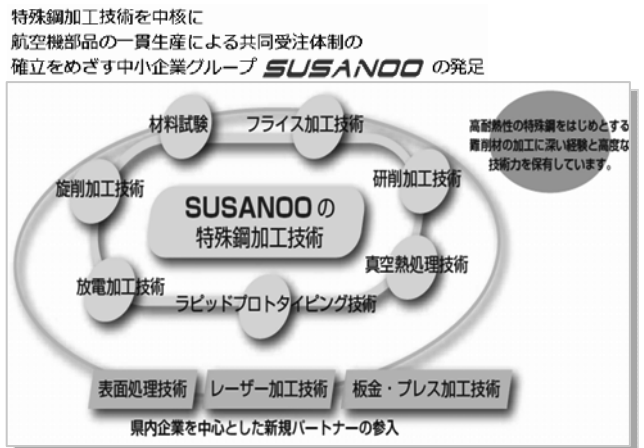 特殊鋼加工技術を中核に
航空機部品の一貫生産による共同受注体制の
確立をめざす中小企業グループ SUSANOO の発足
材料試験
フライス加工技術
高耐熱性の特殊鋼をはじめとする
難削材の加工に深い経験と高度な
技術力を保有しています。
旋削加工技術
研削加工技術
SUSANOOの
特殊鋼加工技術
真空熱処理技術
放電加工技術
ラピッドプロトタイピング技術
表面処理技術
レーザー加工技術
板金・プレス加工技術
県内企業を中心とした新規パートナーの参入